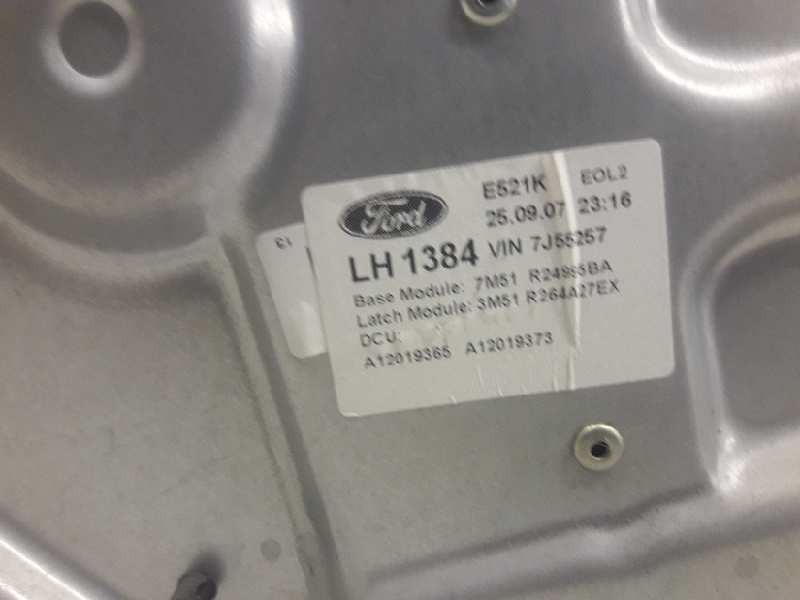 Ford E521K EOL2
25.09.07 23:16
LH 1384 VIN 7J55257
Base Module: 7M51 R24995BA
Latch Module: 3M51 R264A27EX
DCU:
A12019365 A12019373
13